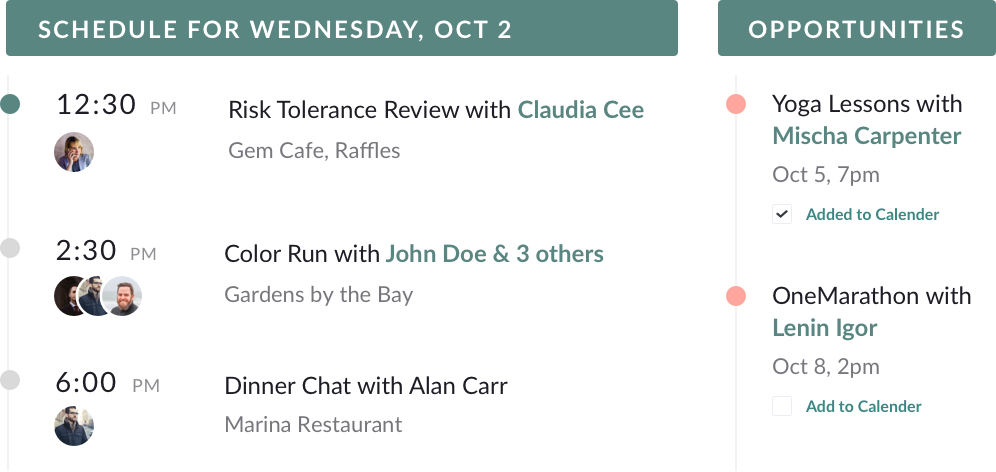 SCHEDULE FOR WEDNESDAY, OCT 2
12:30 PM
Risk Tolerance Review with Claudia Cee
Gem Cafe, Raffles
2:30 PM
Color Run with John Doe & 3 others
Gardens by the Bay
6:00 PM
Dinner Chat with Alan Carr
Marina Restaurant
OPPORTUNITIES
Yoga Lessons with
Mischa Carpenter
Oct 5, 7pm
Added to Calender
OneMarathon with
Lenin Igor
Oct 8, 2pm
Add to Calender